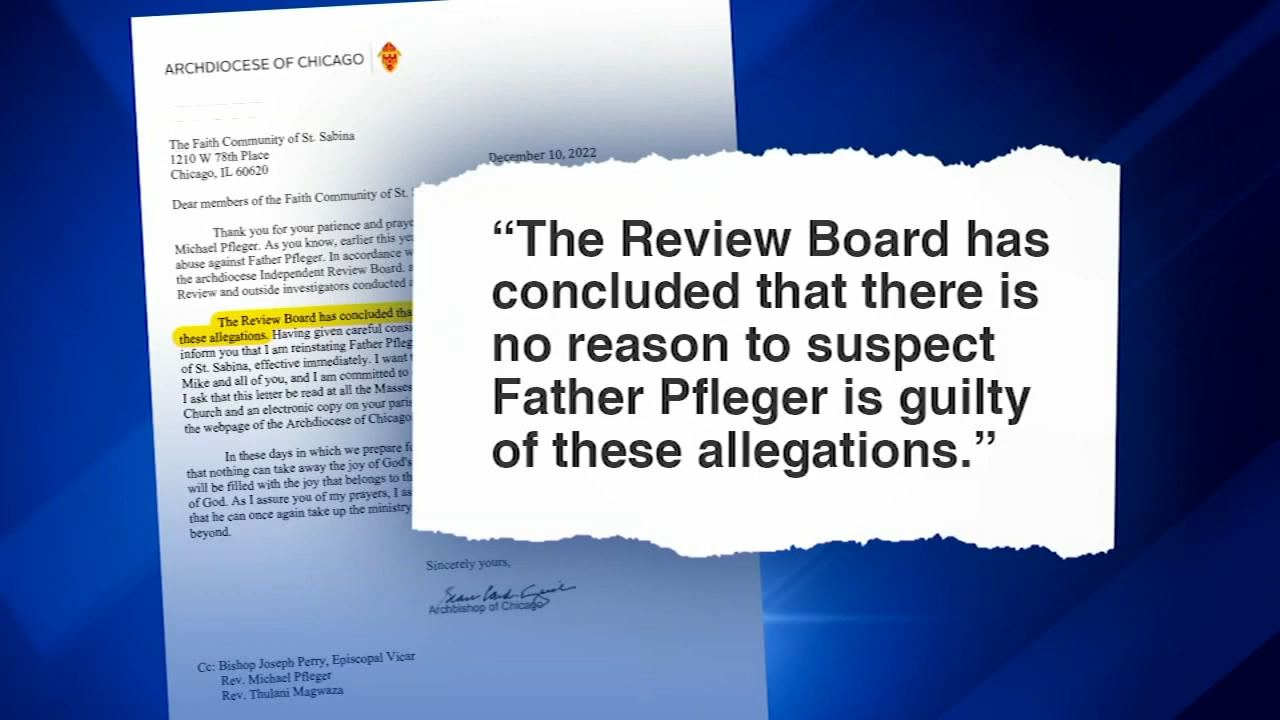 ARCHDIOCESE OF CHICAGO
The Faith Community of St. Sabina
1210 W 78th Place
Chicago, IL 60620
December 10, 2022
Dear members of the Faith Community of St.
Thank you for your patience and praye
Michael Pfleger. As you know, earlier this ye
abuse against Father Pfleger. In accordance w
the archdiocese Independent Review Board, a
Review and outside investigators conducted a
The Review Board has concluded tha
these allegations. Having given careful cons
inform you that I am reinstating Father Pfleg
of St. Sabina, effective immediately. I want
Mike and all of you, and I am committed to
I ask that this letter be read at all the Masses
Church and an electronic copy on your paris
the webpage of the Archdiocese of Chicago
In these days in which we prepare f
that nothing can take away the joy of God's
will be filled with the joy that belongs to th
of God. As I assure you of my prayers, I as
that he can once again take up the ministry
beyond.
Sincerely yours,
Archbishop of Chicago
Cc: Bishop Joseph Perry, Episcopal Vicar
Rev. Michael Pfleger
Rev. Thulani Magwaza
“The Review Board has
concluded that there is
no reason to suspect
Father Pfleger is guilty
of these allegations.”